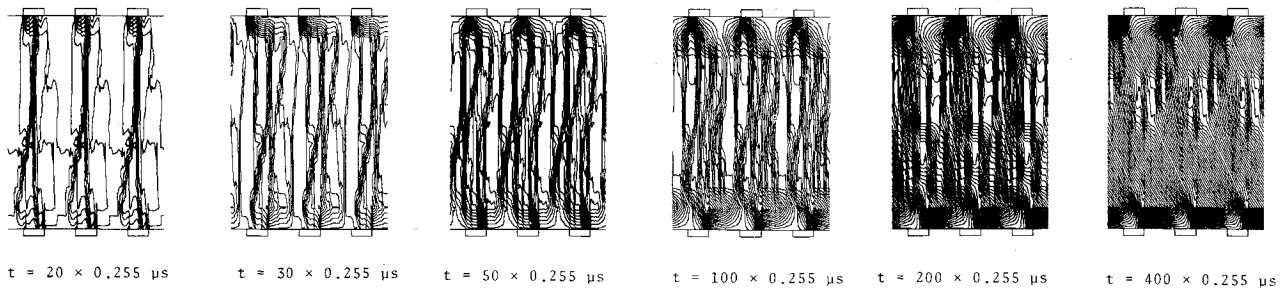 t = 20 × 0.255 μs
t = 30 × 0.255 μs
t = 50 × 0.255 μs
t = 100 × 0.255 μs
t = 200 × 0.255 μs
t = 400 × 0.255 μs